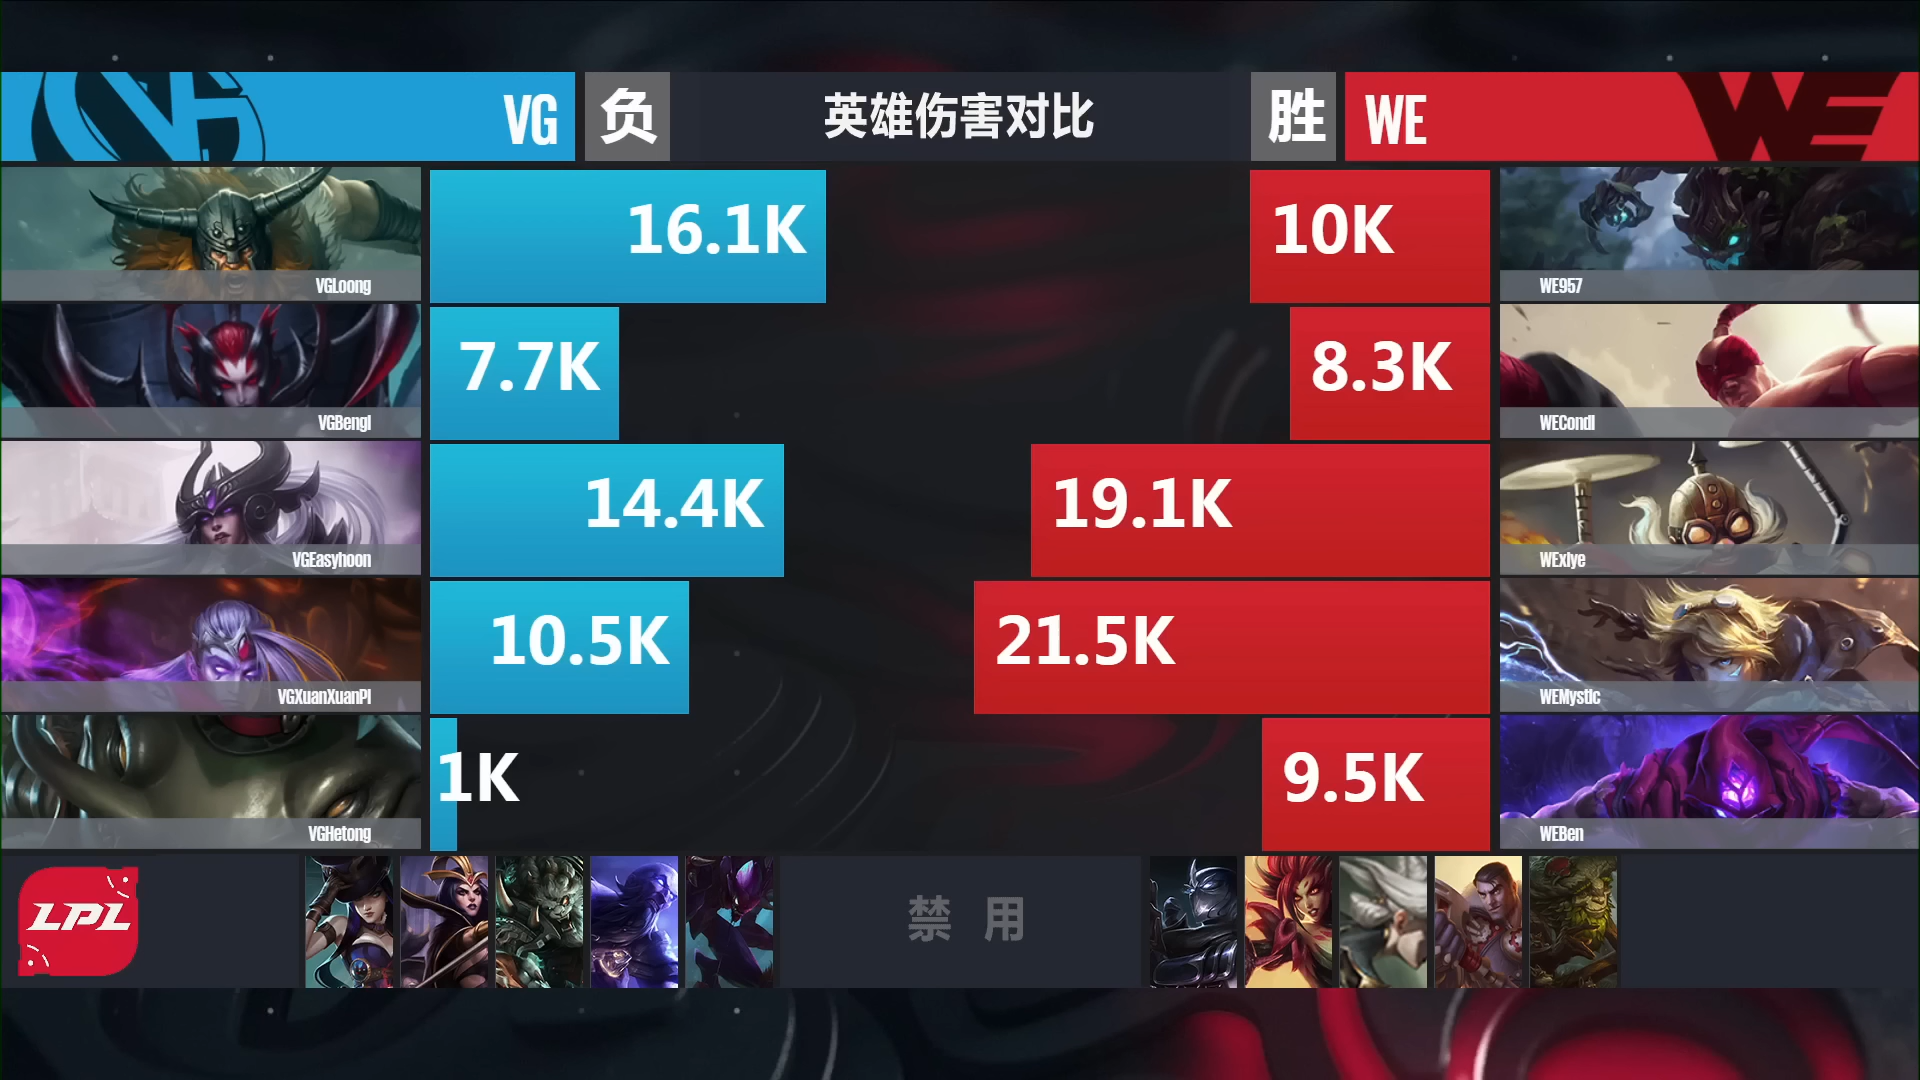 VG 负 英雄伤害对比 胜 WE
16.1K 10K
VGLoong WE957
7.7K 8.3K
VGBengI WECondI
14.4K 19.1K
VGEasyhoon WExIye
10.5K 21.5K
VGXuanXuanPI WEMystIc
1K 9.5K
VGHetong WEBen
LPL 禁 用